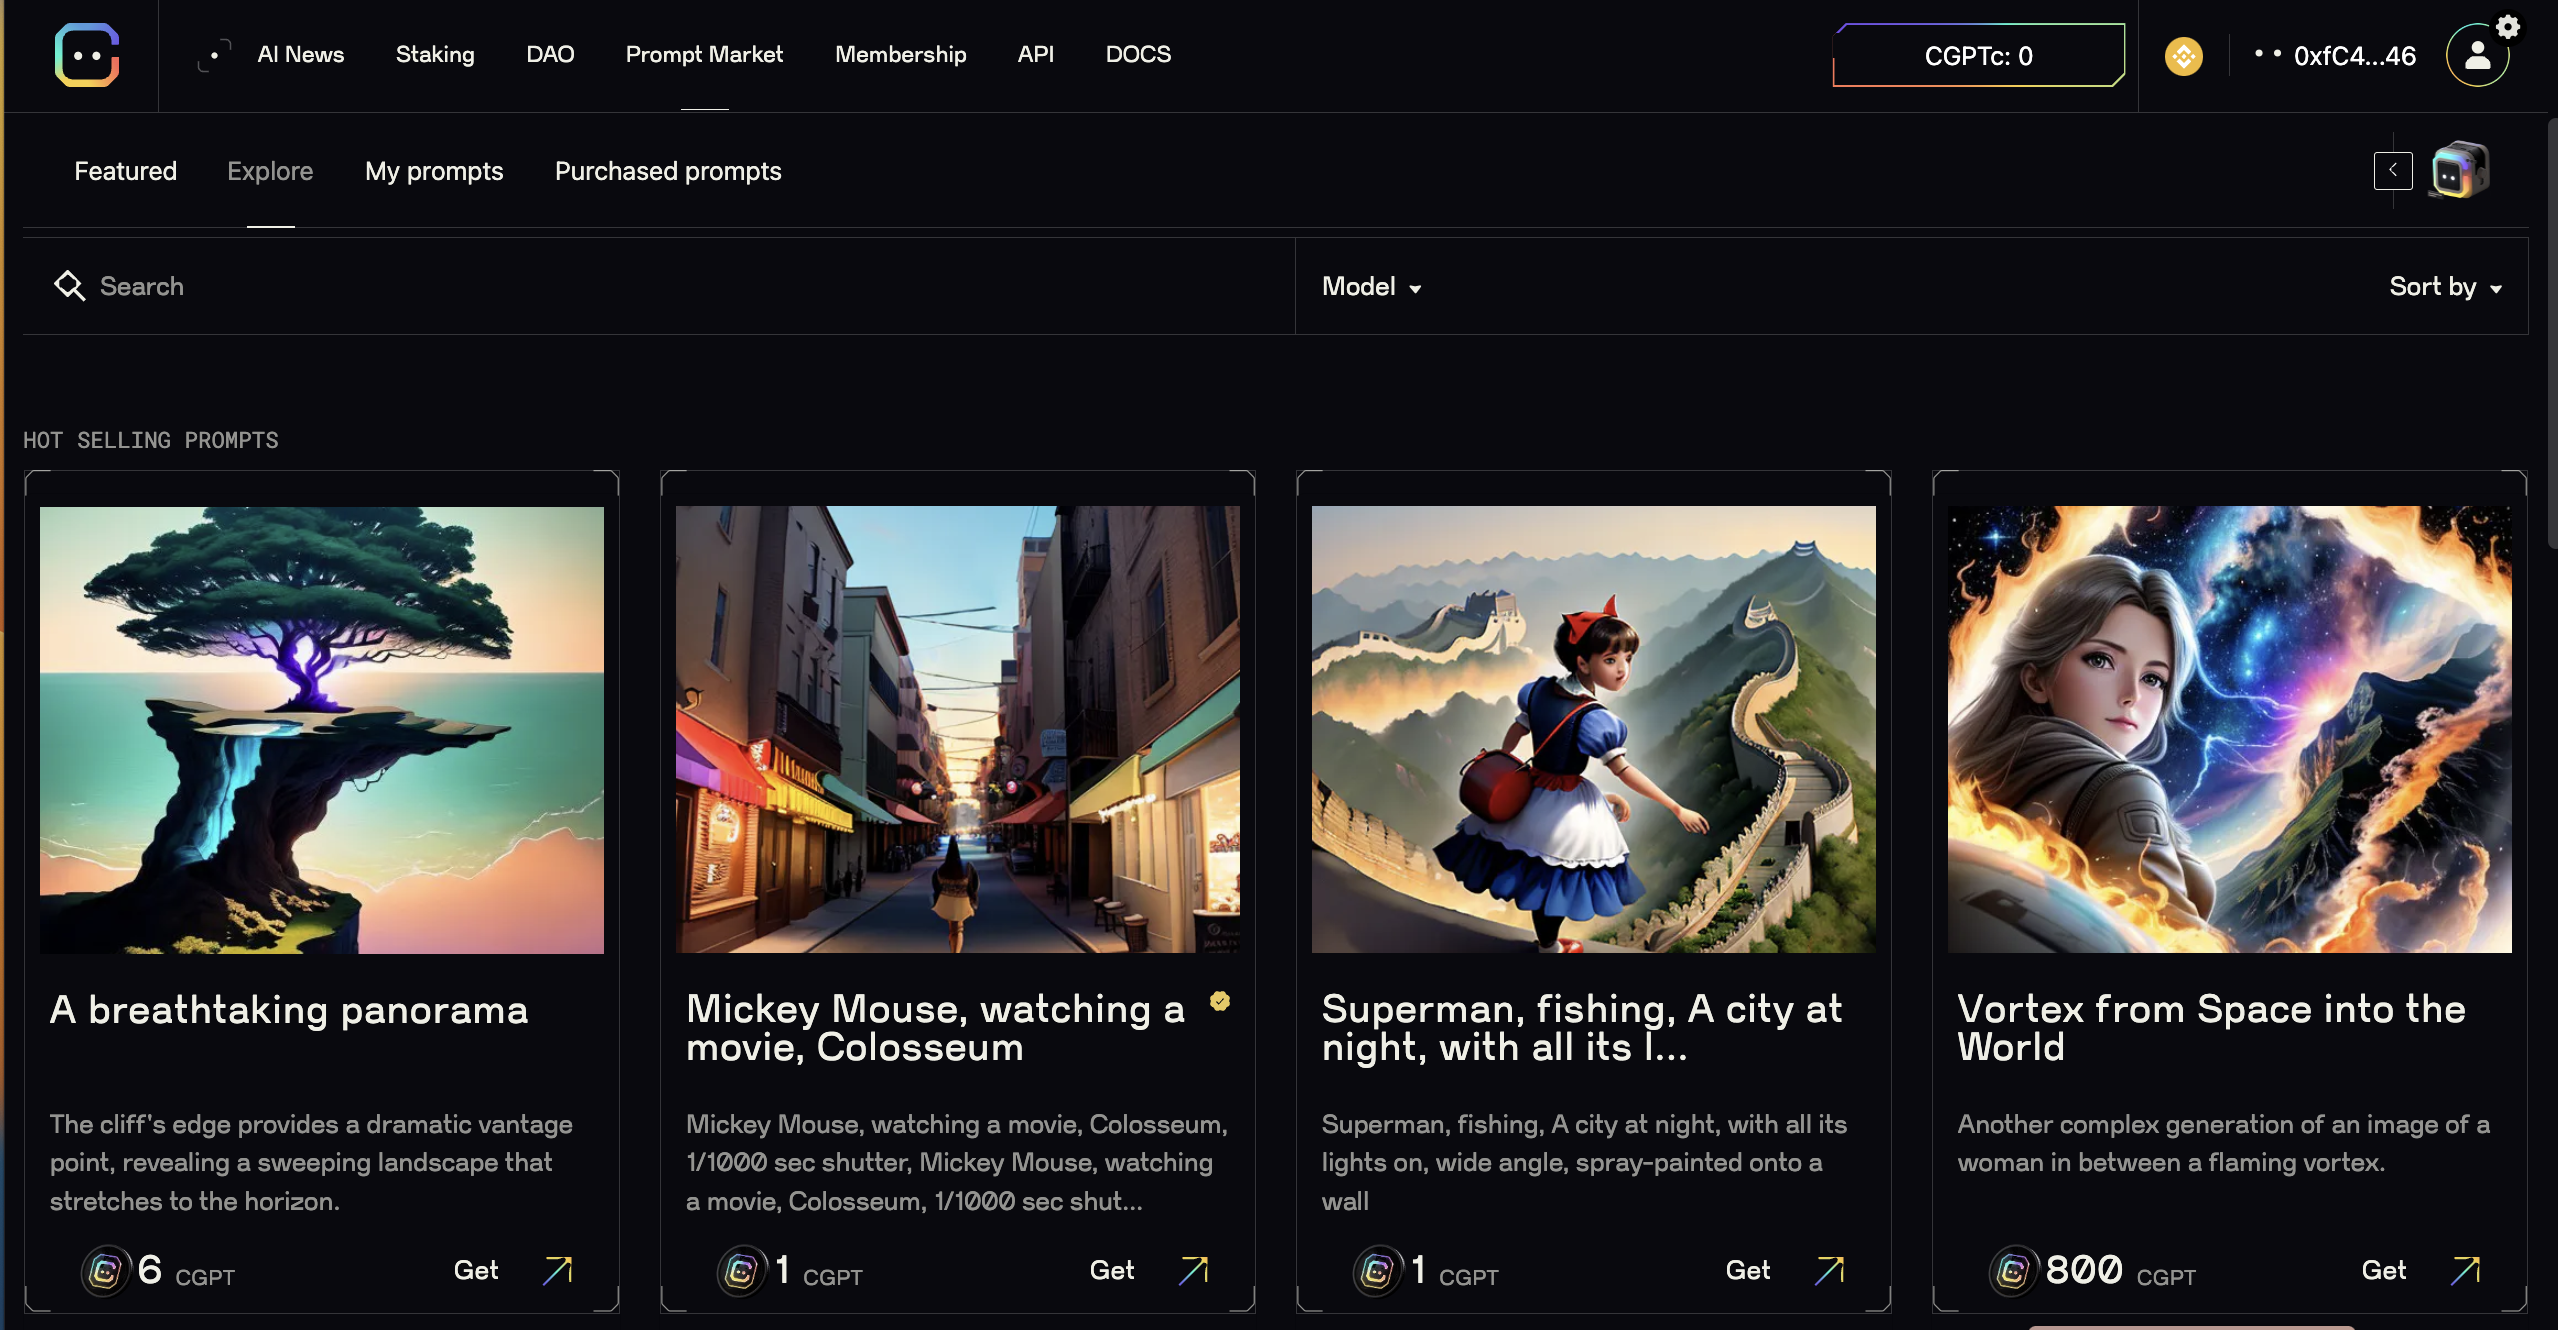 AI News
Staking
DAO
Prompt Market
Membership
API
DOCS
CGPTc: 0
0xfC4...46
Featured
Explore
My prompts
Purchased prompts
Search
Model
Sort by
HOT SELLING PROMPTS
A breathtaking panorama
The cliff's edge provides a dramatic vantage
point, revealing a sweeping landscape that
stretches to the horizon.
6 CGPT
Get
Mickey Mouse, watching a
movie, Colosseum
Mickey Mouse, watching a movie, Colosseum,
1/1000 sec shutter, Mickey Mouse, watching
a movie, Colosseum, 1/1000 sec shut...
1 CGPT
Get
Superman, fishing, A city at
night, with all its l...
Superman, fishing, A city at night, with all its
lights on, wide angle, spray-painted onto a
wall
1 CGPT
Get
Vortex from Space into the
World
Another complex generation of an image of a
woman in between a flaming vortex.
800 CGPT
Get